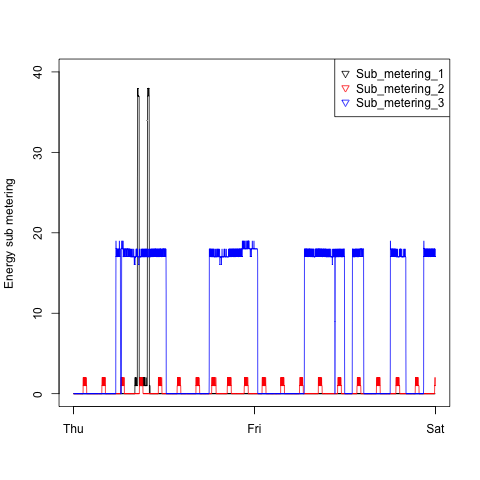 Sub_metering_1
Sub_metering_2
Sub_metering_3
Energy sub metering
40
30
20
10
0
Thu Fri Sat